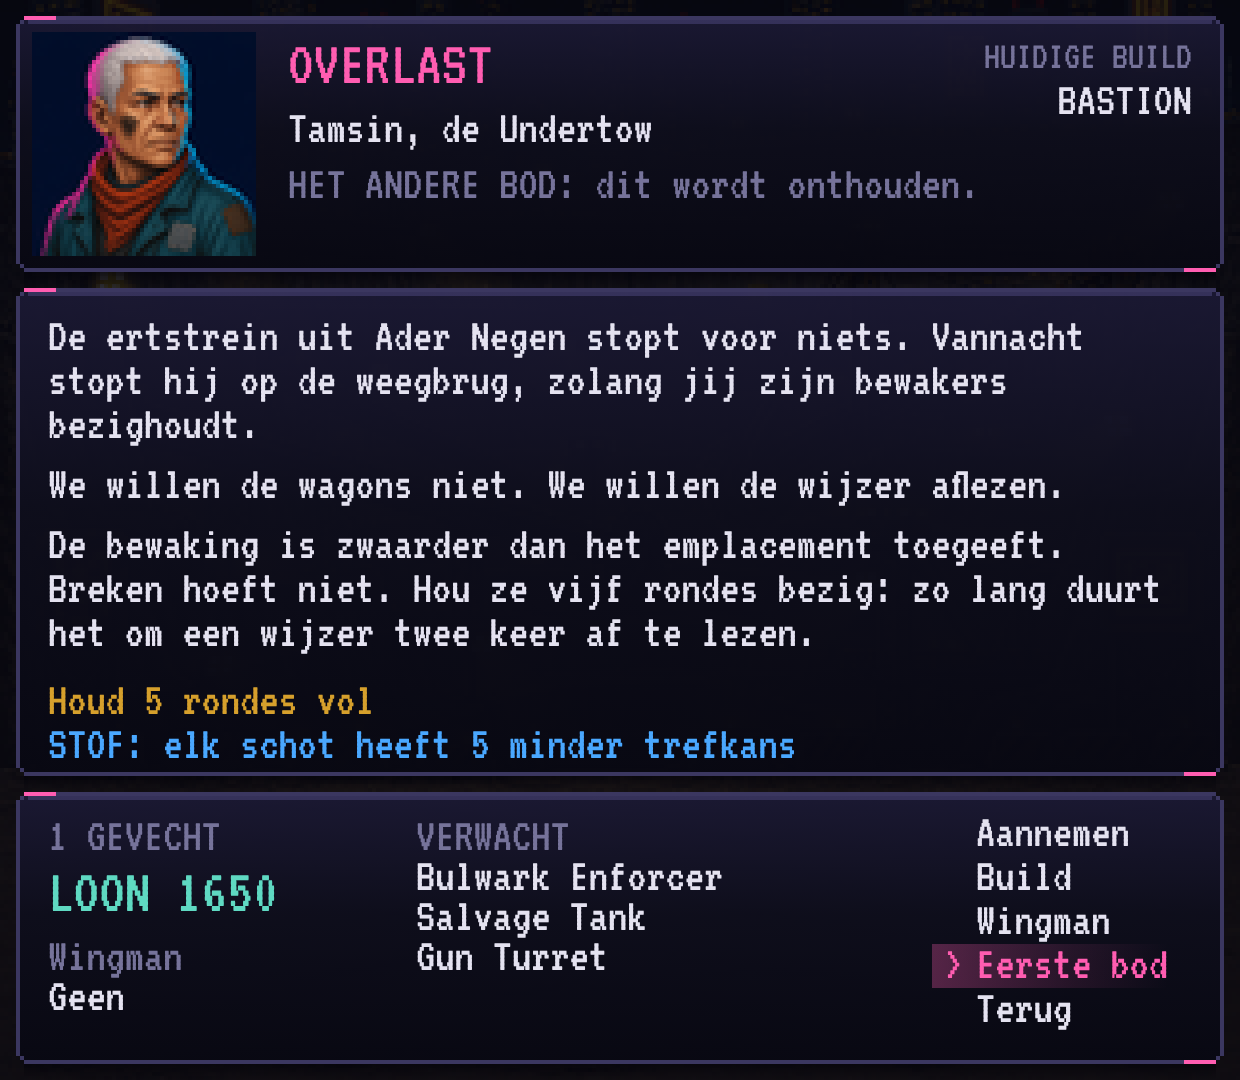 OVERLAST
Tamsin, de Undertow
HET ANDERE BOD: dit wordt onthouden.
HUIDIGE BUILD
BASTION
De ertstrein uit Ader Negen stopt voor niets. Vannacht
stopt hij op de weegbrug, zolang jij zijn bewakers
bezighoudt.
We willen de wagons niet. We willen de wijzer aflezen.
De bewaking is zwaarder dan het emplacement toegeeft.
Breken hoeft niet. Hou ze vijf rondes bezig: zo lang duurt
het om een wijzer twee keer af te lezen.
Houd 5 rondes vol
STOF: elk schot heeft 5 minder trefkans
1 GEVECHT
LOON 1650
Wingman
Geen
VERWACHT
Bulwark Enforcer
Salvage Tank
Gun Turret
Aannemen
Build
Wingman
> Eerste bod
Terug